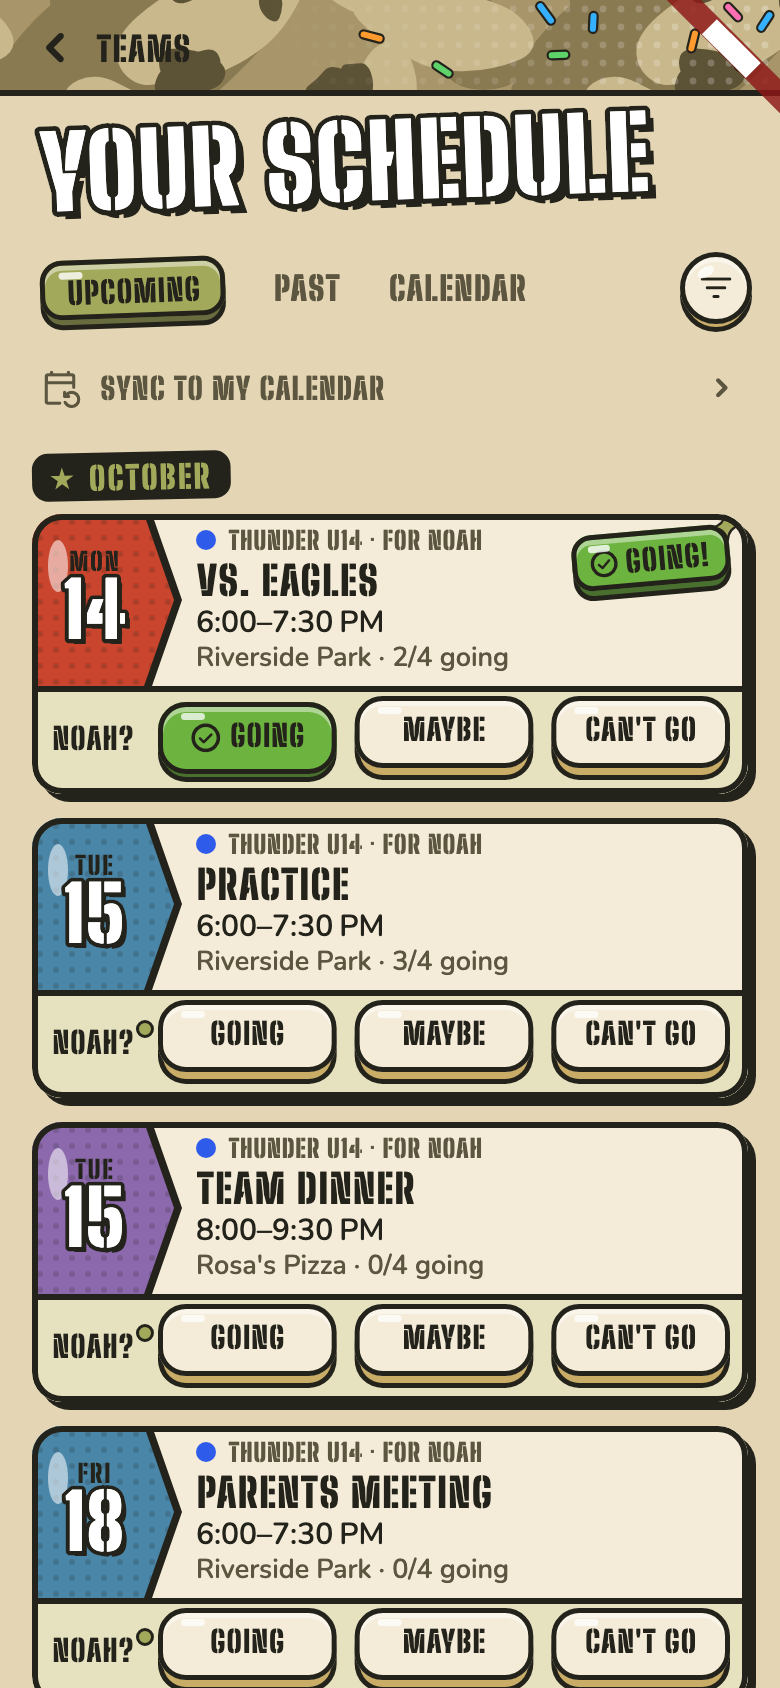 TEAMS
YOUR SCHEDULE
UPCOMING PAST CALENDAR
SYNC TO MY CALENDAR
★ OCTOBER
MON
14
THUNDER U14 · FOR NOAH
VS. EAGLES
6:00–7:30 PM
Riverside Park · 2/4 going
GOING!
NOAH? GOING MAYBE CAN'T GO
TUE
15
THUNDER U14 · FOR NOAH
PRACTICE
6:00–7:30 PM
Riverside Park · 3/4 going
NOAH? GOING MAYBE CAN'T GO
TUE
15
THUNDER U14 · FOR NOAH
TEAM DINNER
8:00–9:30 PM
Rosa's Pizza · 0/4 going
NOAH? GOING MAYBE CAN'T GO
FRI
18
THUNDER U14 · FOR NOAH
PARENTS MEETING
6:00–7:30 PM
Riverside Park · 0/4 going
NOAH? GOING MAYBE CAN'T GO